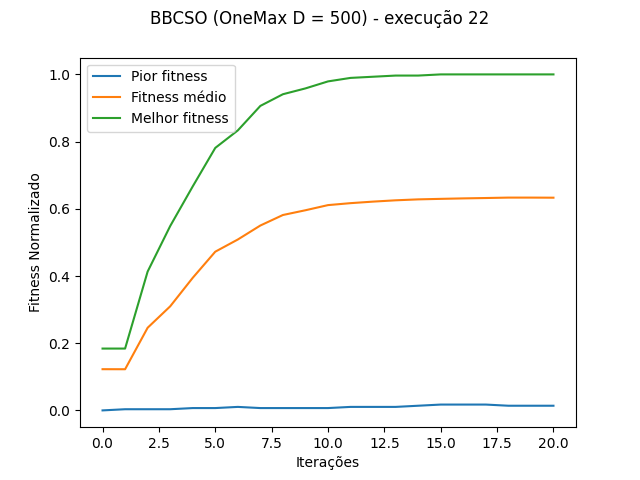 BBCSO (OneMax D = 500) - execução 22
Pior fitness
Fitness médio
Melhor fitness
Fitness Normalizado
1.0
0.8
0.6
0.4
0.2
0.0
0.0 2.5 5.0 7.5 10.0 12.5 15.0 17.5 20.0
Iterações